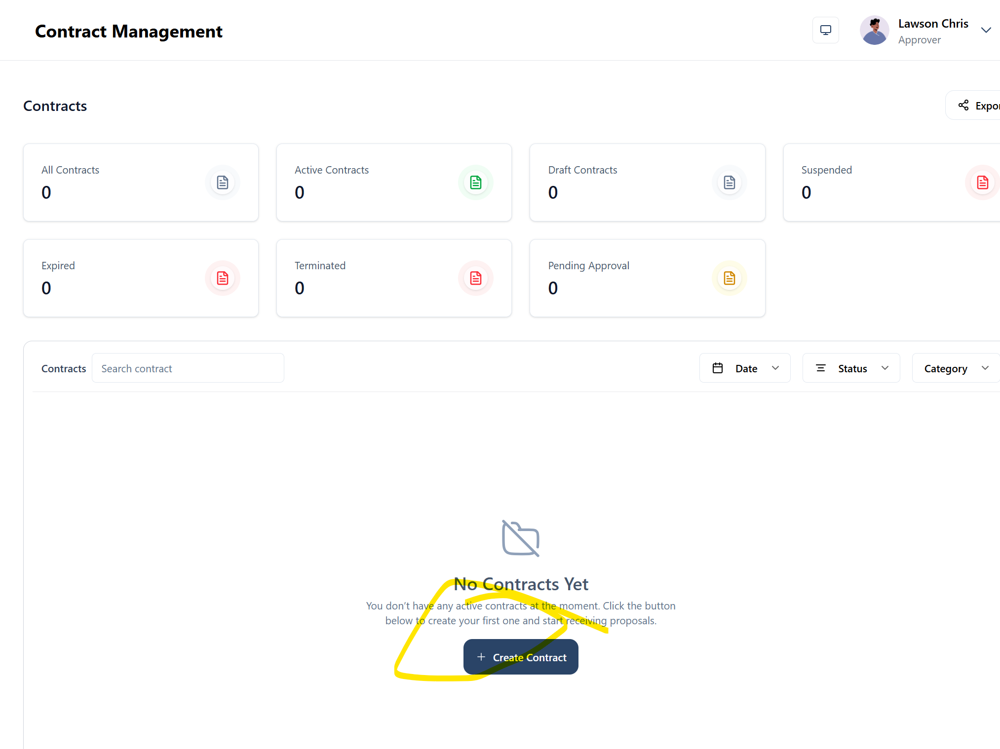 Contract Management
Lawson Chris
Approver
Contracts
All Contracts
0
Active Contracts
0
Draft Contracts
0
Suspended
0
Expired
0
Terminated
0
Pending Approval
0
Contracts
Search contract
Date
Status
Category
No Contracts Yet
You don’t have any active contracts at the moment. Click the button
below to create your first one and start receiving proposals.
Create Contract